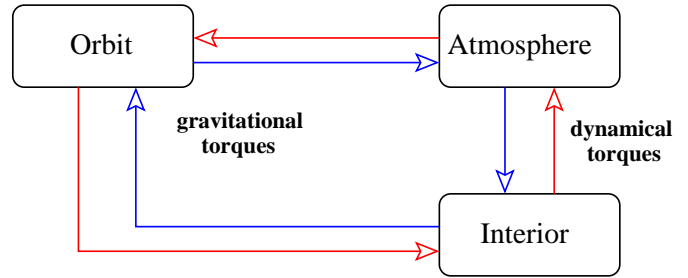 Orbit
Atmosphere
gravitational
torques
dynamical
torques
Interior